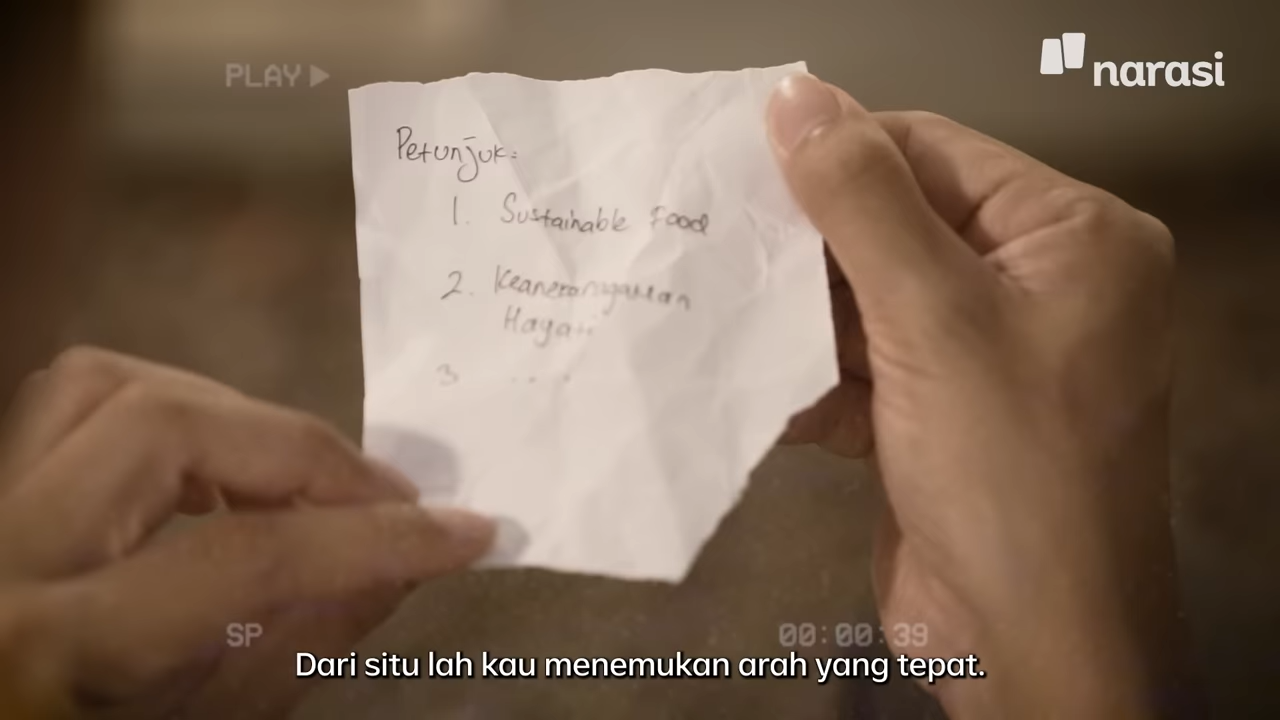 PLAY
narasi
Petunjuk:
1. Sustainable Food
2. Keanekaragaman
Hayati
3 ...
SP
00:00:39
Dari situ lah kau menemukan arah yang tepat.